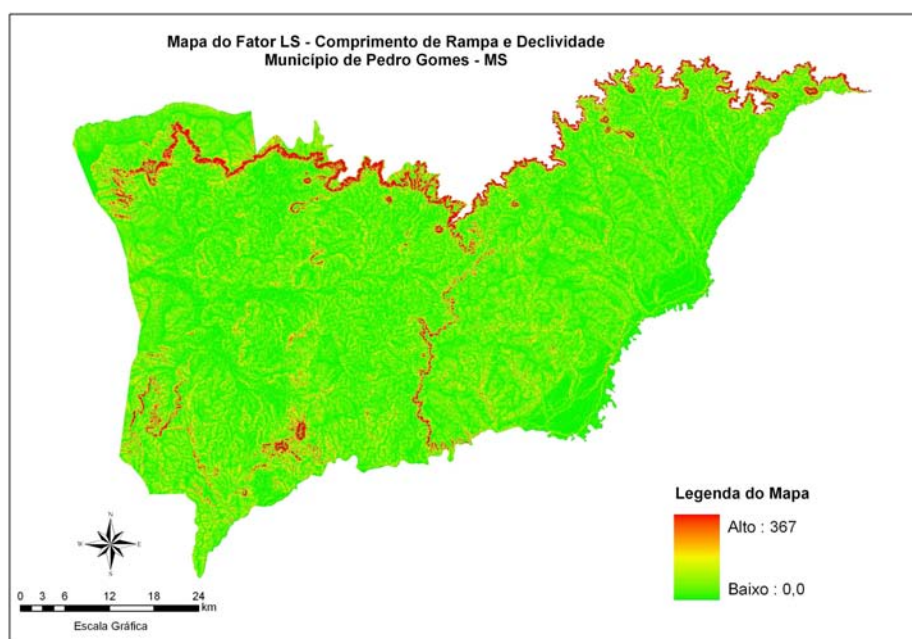 Mapa do Fator LS - Comprimento de Rampa e Declividade
Município de Pedro Gomes - MS
Legenda do Mapa
Alto : 367
Baixo : 0,0
N
W
E
S
0 3 6 12 18 24
km
Escala Gráfica